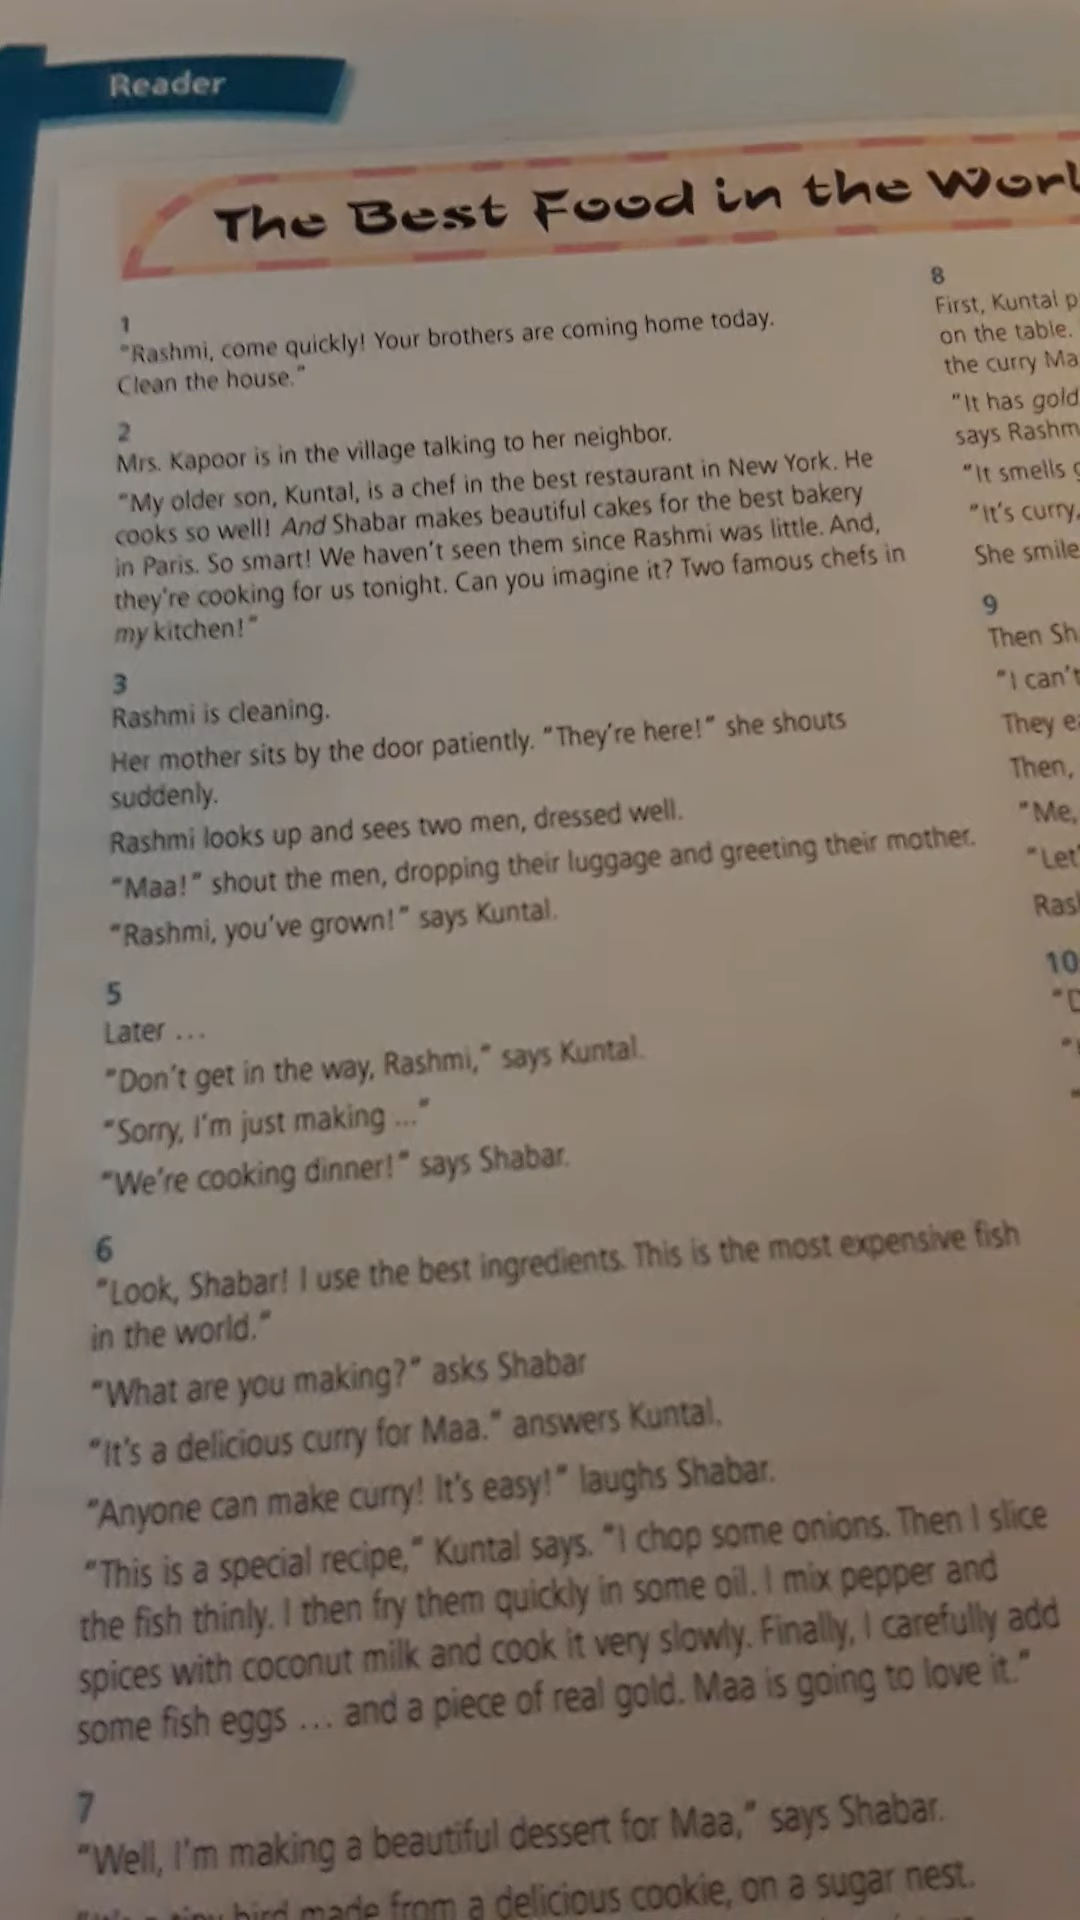 Reader
The Best Food in the
1
"Rashmi, come quickly! Your brothers are coming home today.
Clean the house."
2
Mrs. Kapoor is in the village talking to her neighbor.
"My older son, Kuntal, is a chef in the best restaurant in New York. He
cooks so well! And Shabar makes beautiful cakes for the best bakery
in Paris. So smart! We haven't seen them since Rashmi was little. And,
they're cooking for us tonight. Can you imagine it? Two famous chefs in
my kitchen!"
3
Rashmi is cleaning.
Her mother sits by the door patiently. "They're here!" she shouts
suddenly.
Rashmi looks up and sees two men, dressed well.
"Maa!" shout the men, dropping their luggage and greeting their mother.
"Rashmi, you've grown!" says Kuntal.
5
Later ...
"Don't get in the way, Rashmi," says Kuntal.
"Sorry, I'm just making ..."
"We're cooking dinner!" says Shabar.
6
"Look, Shabar! I use the best ingredients. This is the most expensive fish
in the world."
"What are you making?" asks Shabar
"It's a delicious curry for Maa." answers Kuntal.
"Anyone can make curry! It's easy!" laughs Shabar.
"This is a special recipe," Kuntal says. "I chop some onions. Then I slice
the fish thinly. I then fry them quickly in some oil. I mix pepper and
spices with coconut milk and cook it very slowly. Finally, I carefully add
some fish eggs ... and a piece of real gold. Maa is going to love it."
7
"Well, I'm making a beautiful dessert for Maa," says Shabar.
bird made from a delicious cookie, on a sugar nest.
8
First, Kuntal
on the table.
the curry
"It has gold
says
"It smells
"It's curry,
She
9
Then
"I can't
They
Then,
"Me,
10